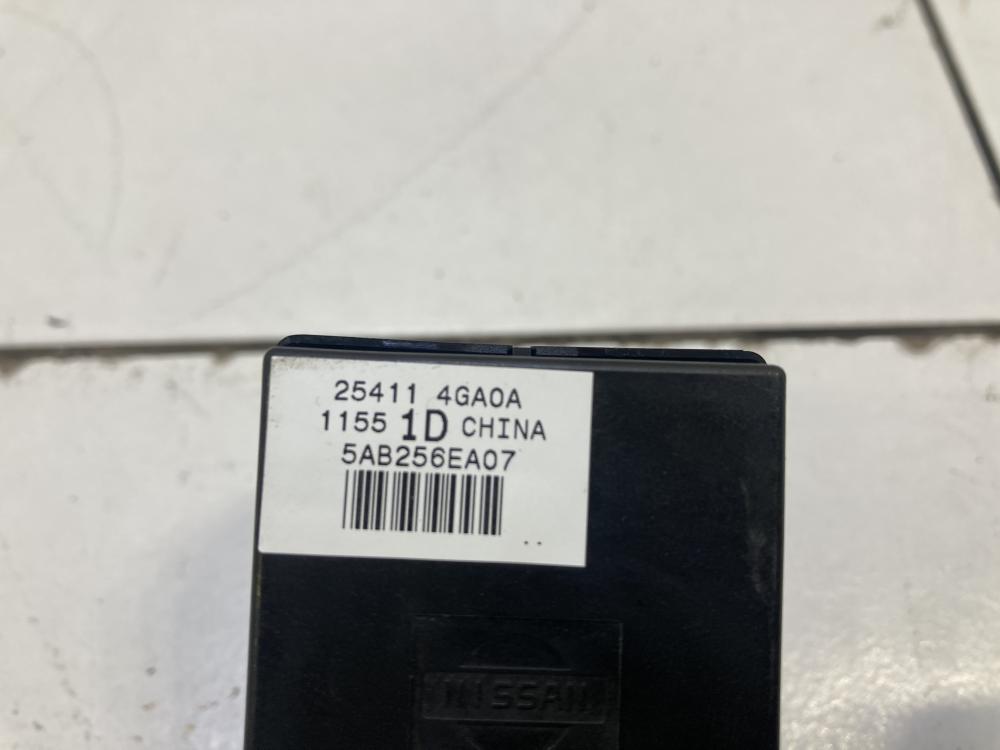 25411 4GA0A
1155 1D CHINA
5AB256EA07
NISSAN